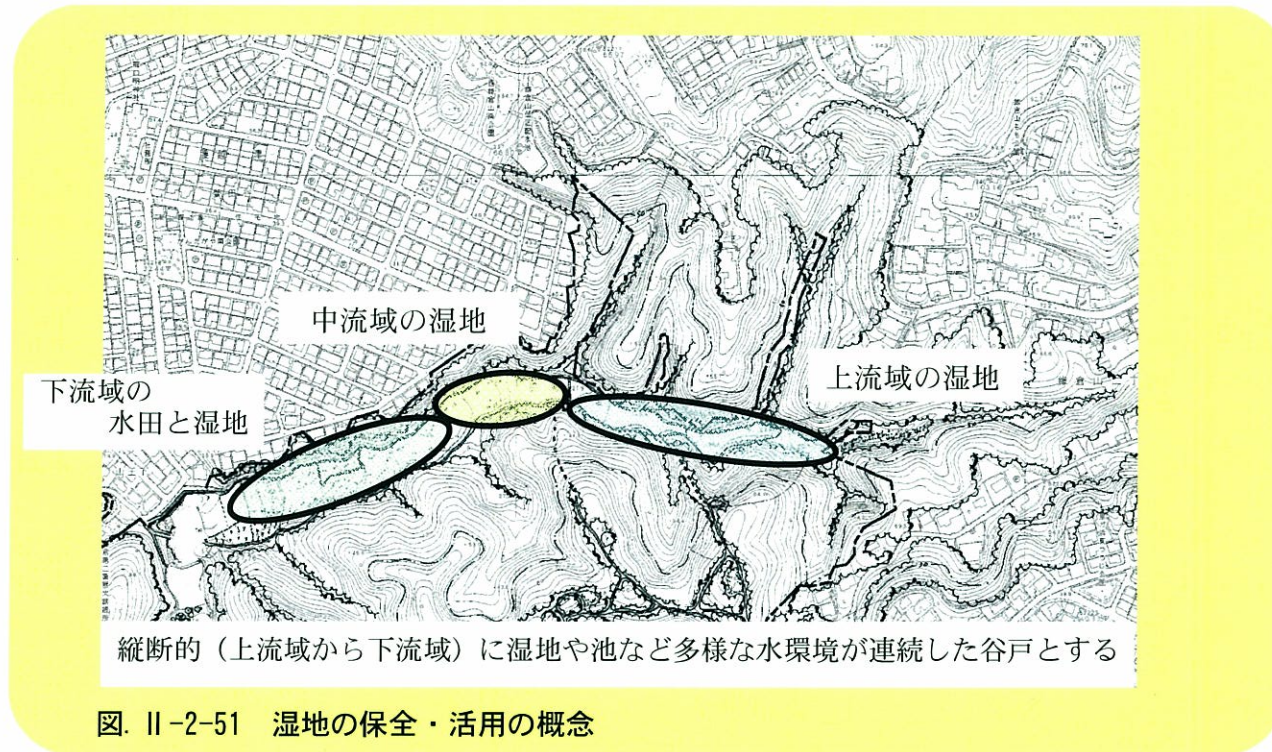 中流域の湿地
下流域の
水田と湿地
上流域の湿地
縦断的（上流域から下流域）に湿地や池など多様な水環境が連続した谷戸とする
図. Ⅱ-2-51 湿地の保全・活用の概念